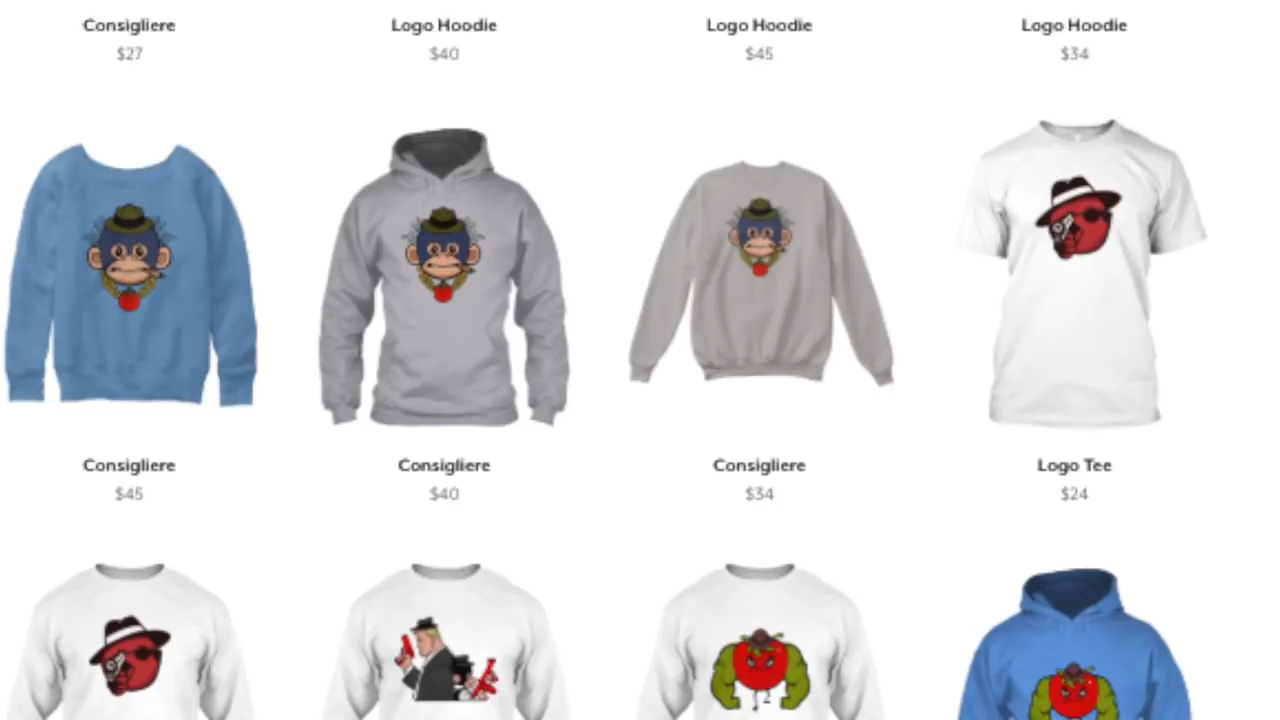 Consigliere Logo Hoodie Logo Hoodie Logo Hoodie
$27 $40 $45 $34
Consigliere Consigliere Consigliere Logo Tee
$45 $40 $34 $24